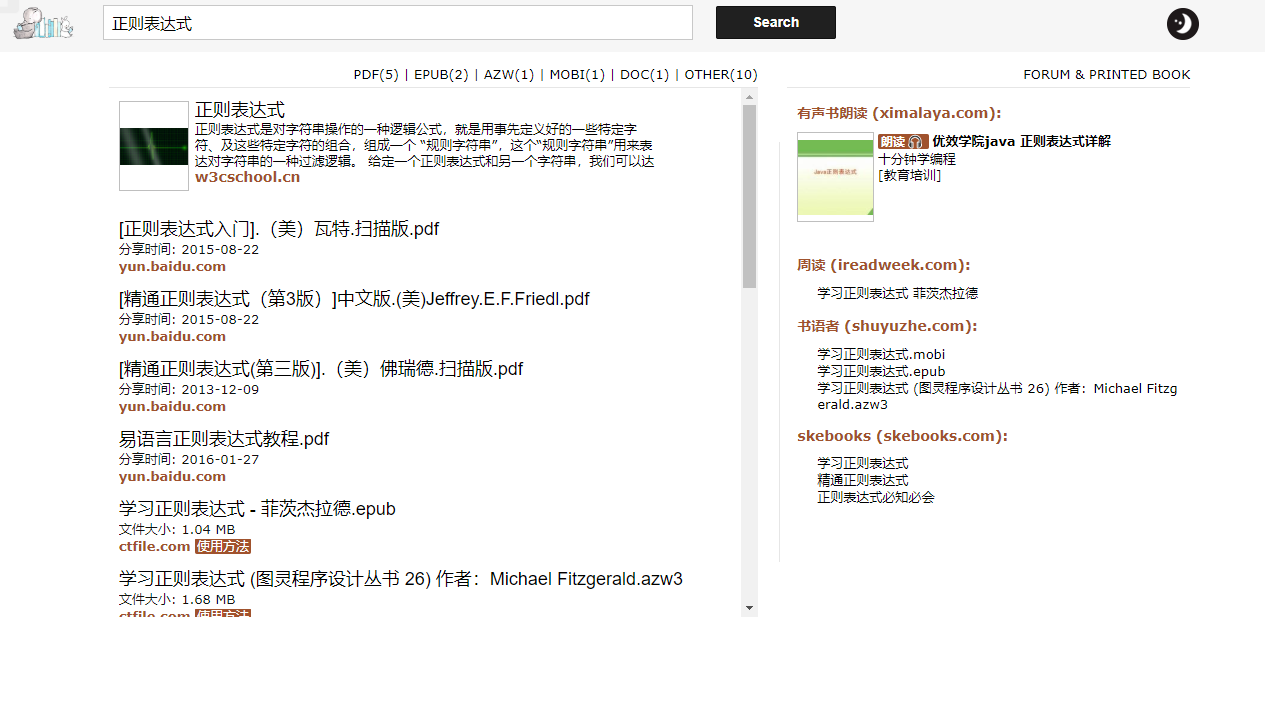 正则表达式
Search
PDF(5) | EPUB(2) | AZW(1) | MOBI(1) | DOC(1) | OTHER(10)
正则表达式
正则表达式是对字符串操作的一种逻辑公式，就是用事先定义好的一些特定字
符、及这些特定字符的组合，组成一个 “规则字符串”，这个“规则字符串”用来表
达对字符串的一种过滤逻辑。 给定一个正则表达式和另一个字符串，我们可以达
w3cschool.cn
[正则表达式入门].（美）瓦特.扫描版.pdf
分享时间: 2015-08-22
yun.baidu.com
[精通正则表达式（第3版）]中文版.(美)Jeffrey.E.F.Friedl.pdf
分享时间: 2015-08-22
yun.baidu.com
[精通正则表达式(第三版)].（美）佛瑞德.扫描版.pdf
分享时间: 2013-12-09
yun.baidu.com
易语言正则表达式教程.pdf
分享时间: 2016-01-27
yun.baidu.com
学习正则表达式 - 菲茨杰拉德.epub
文件大小: 1.04 MB
ctfile.com 使用方法
学习正则表达式 (图灵程序设计丛书 26) 作者：Michael Fitzgerald.azw3
文件大小: 1.68 MB
ctfile.com 使用方法
FORUM & PRINTED BOOK
有声书朗读 (ximalaya.com):
Java正则表达式
朗读 优效学院java 正则表达式详解
十分钟学编程
[教育培训]
周读 (ireadweek.com):
学习正则表达式 菲茨杰拉德
书语者 (shuyuzhe.com):
学习正则表达式.mobi
学习正则表达式.epub
学习正则表达式 (图灵程序设计丛书 26) 作者：Michael Fitzg
erald.azw3
skebooks (skebooks.com):
学习正则表达式
精通正则表达式
正则表达式必知必会